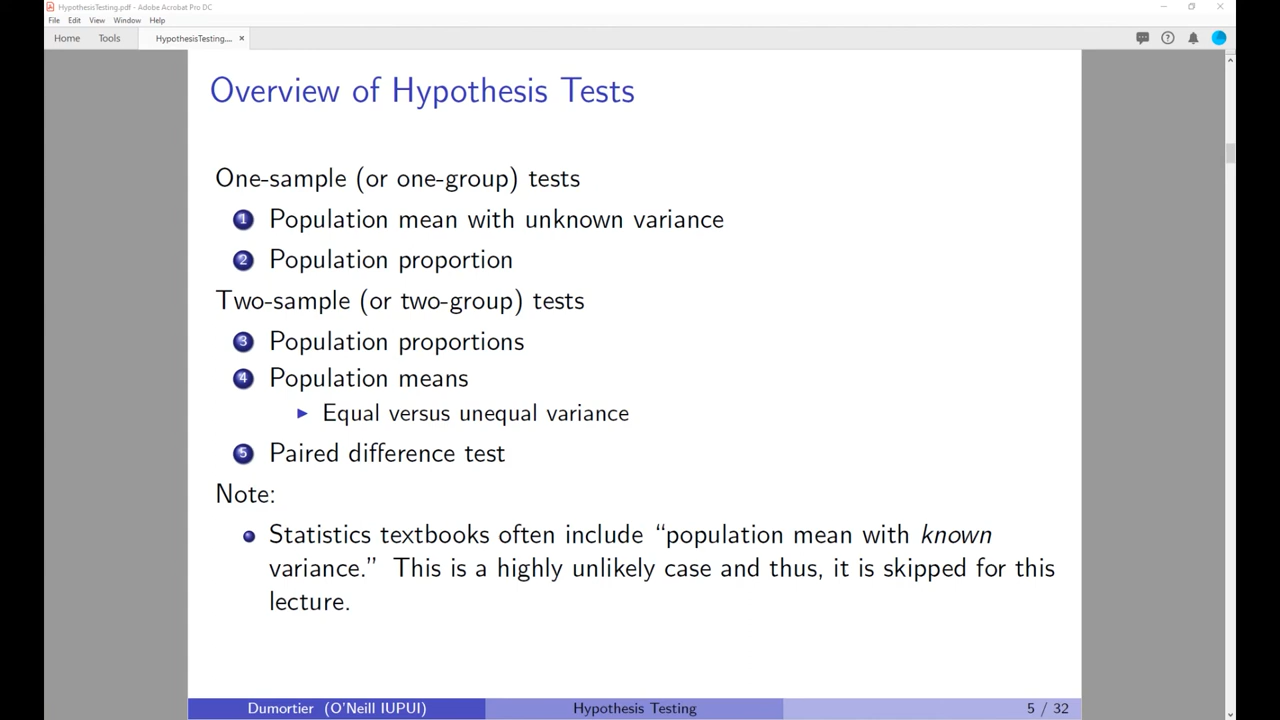 HypothesisTesting.pdf - Adobe Acrobat Pro DC
File Edit View Window Help
Home Tools HypothesisTesting.... ×
Overview of Hypothesis Tests
One-sample (or one-group) tests
1 Population mean with unknown variance
2 Population proportion
Two-sample (or two-group) tests
3 Population proportions
4 Population means
Equal versus unequal variance
5 Paired difference test
Note:
Statistics textbooks often include “population mean with known
variance.” This is a highly unlikely case and thus, it is skipped for this
lecture.
Dumortier (O’Neill IUPUI) Hypothesis Testing 5 / 32